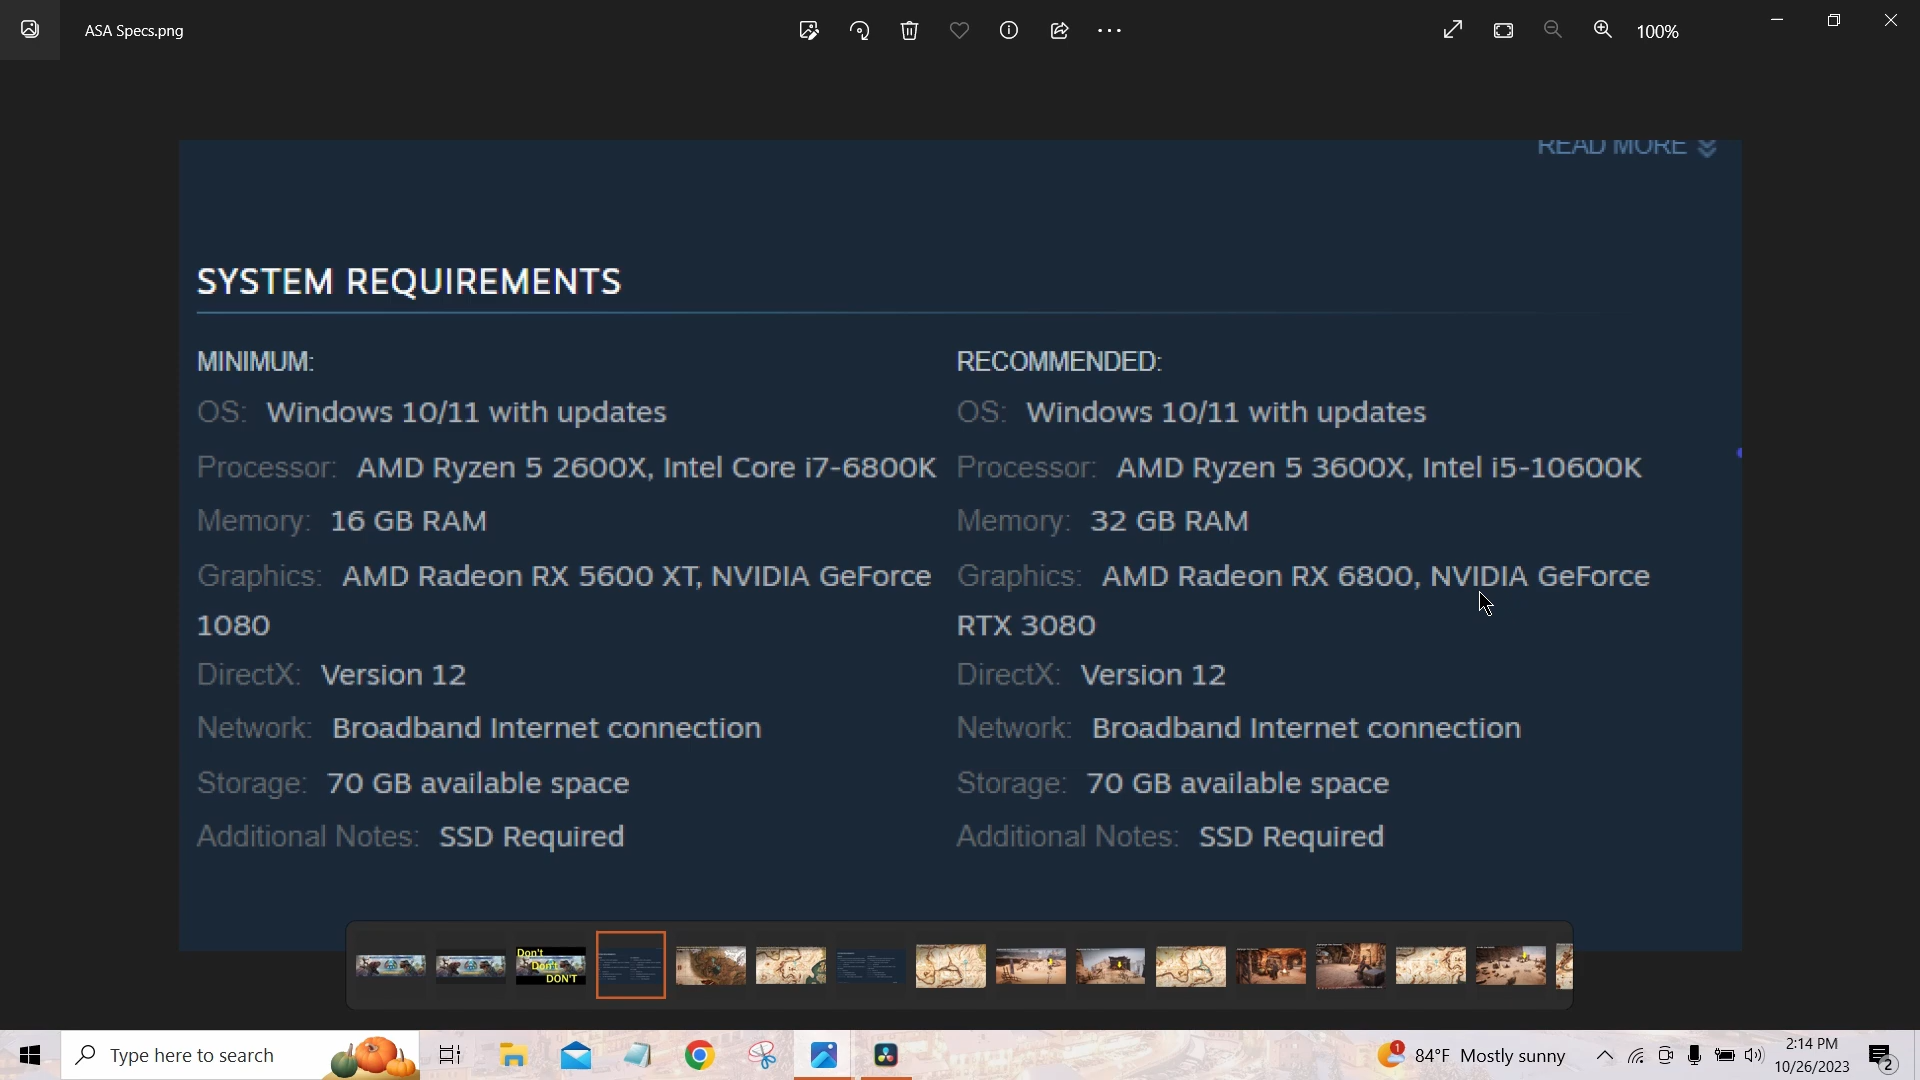 ASA Specs.png
100%
READ MORE
SYSTEM REQUIREMENTS
MINIMUM:
OS: Windows 10/11 with updates
Processor: AMD Ryzen 5 2600X, Intel Core i7-6800K
Memory: 16 GB RAM
Graphics: AMD Radeon RX 5600 XT, NVIDIA GeForce
1080
DirectX: Version 12
Network: Broadband Internet connection
Storage: 70 GB available space
Additional Notes: SSD Required
RECOMMENDED:
OS: Windows 10/11 with updates
Processor: AMD Ryzen 5 3600X, Intel i5-10600K
Memory: 32 GB RAM
Graphics: AMD Radeon RX 6800, NVIDIA GeForce
RTX 3080
DirectX: Version 12
Network: Broadband Internet connection
Storage: 70 GB available space
Additional Notes: SSD Required
Don't
Don't
DON'T
Type here to search
1
84°F Mostly sunny
2:14 PM
10/26/2023
2